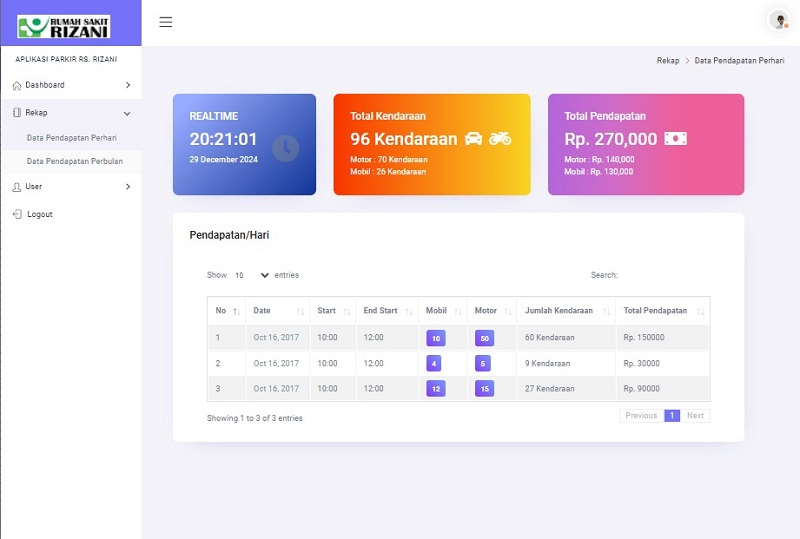 RUMAH SAKIT
RIZANI
APLIKASI PARKIR RS. RIZANI
Dashboard
Rekap
Data Pendapatan Perhari
Data Pendapatan Perbulan
User
Logout
Rekap > Data Pendapatan Perhari
REALTIME
20:21:01
29 December 2024
Total Kendaraan
96 Kendaraan
Motor : 70 Kendaraan
Mobil : 26 Kendaraan
Total Pendapatan
Rp. 270,000
Motor : Rp. 140,000
Mobil : Rp. 130,000
Pendapatan/Hari
Show 10 entries Search:
No Date Start End Start Mobil Motor Jumlah Kendaraan Total Pendapatan
1 Oct 16, 2017 10:00 12:00 10 50 60 Kendaraan Rp. 150000
2 Oct 16, 2017 10:00 12:00 4 5 9 Kendaraan Rp. 30000
3 Oct 16, 2017 10:00 12:00 12 15 27 Kendaraan Rp. 90000
Showing 1 to 3 of 3 entries Previous 1 Next